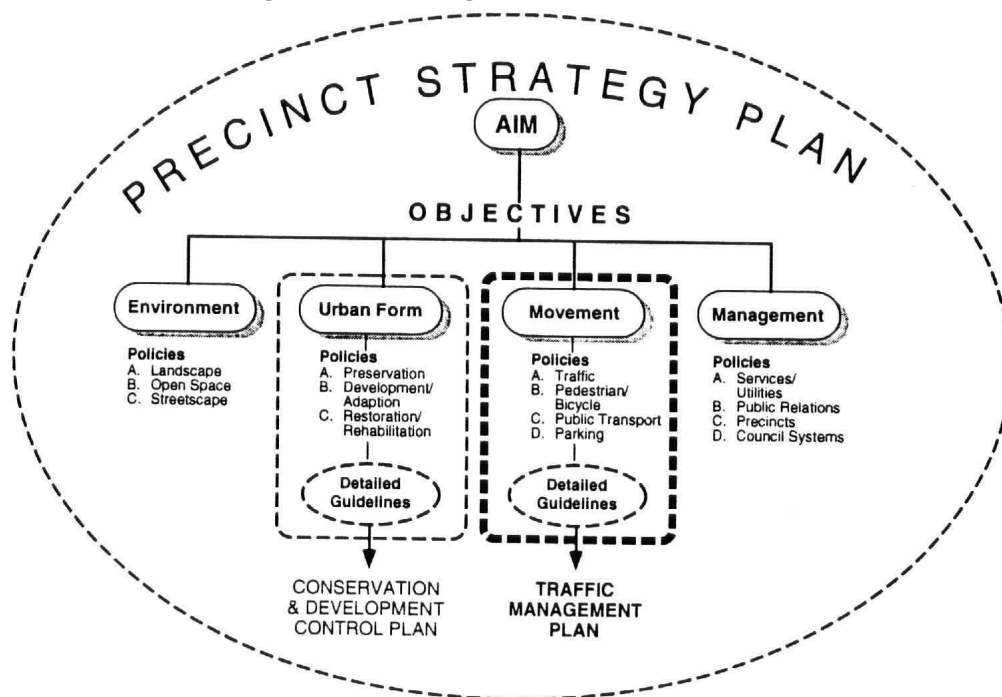 PRECINCT STRATEGY PLAN
AIM
OBJECTIVES
Environment
Policies
A. Landscape
B. Open Space
C. Streetscape
Urban Form
Policies
A. Preservation
B. Development/
Adaption
C. Restoration/
Rehabilitation
Detailed
Guidelines
CONSERVATION
& DEVELOPMENT
CONTROL PLAN
Movement
Policies
A. Traffic
B. Pedestrian/
Bicycle
C. Public Transport
D. Parking
Detailed
Guidelines
TRAFFIC
MANAGEMENT
PLAN
Management
Policies
A. Services/
Utilities
B. Public Relations
C. Precincts
D. Council Systems